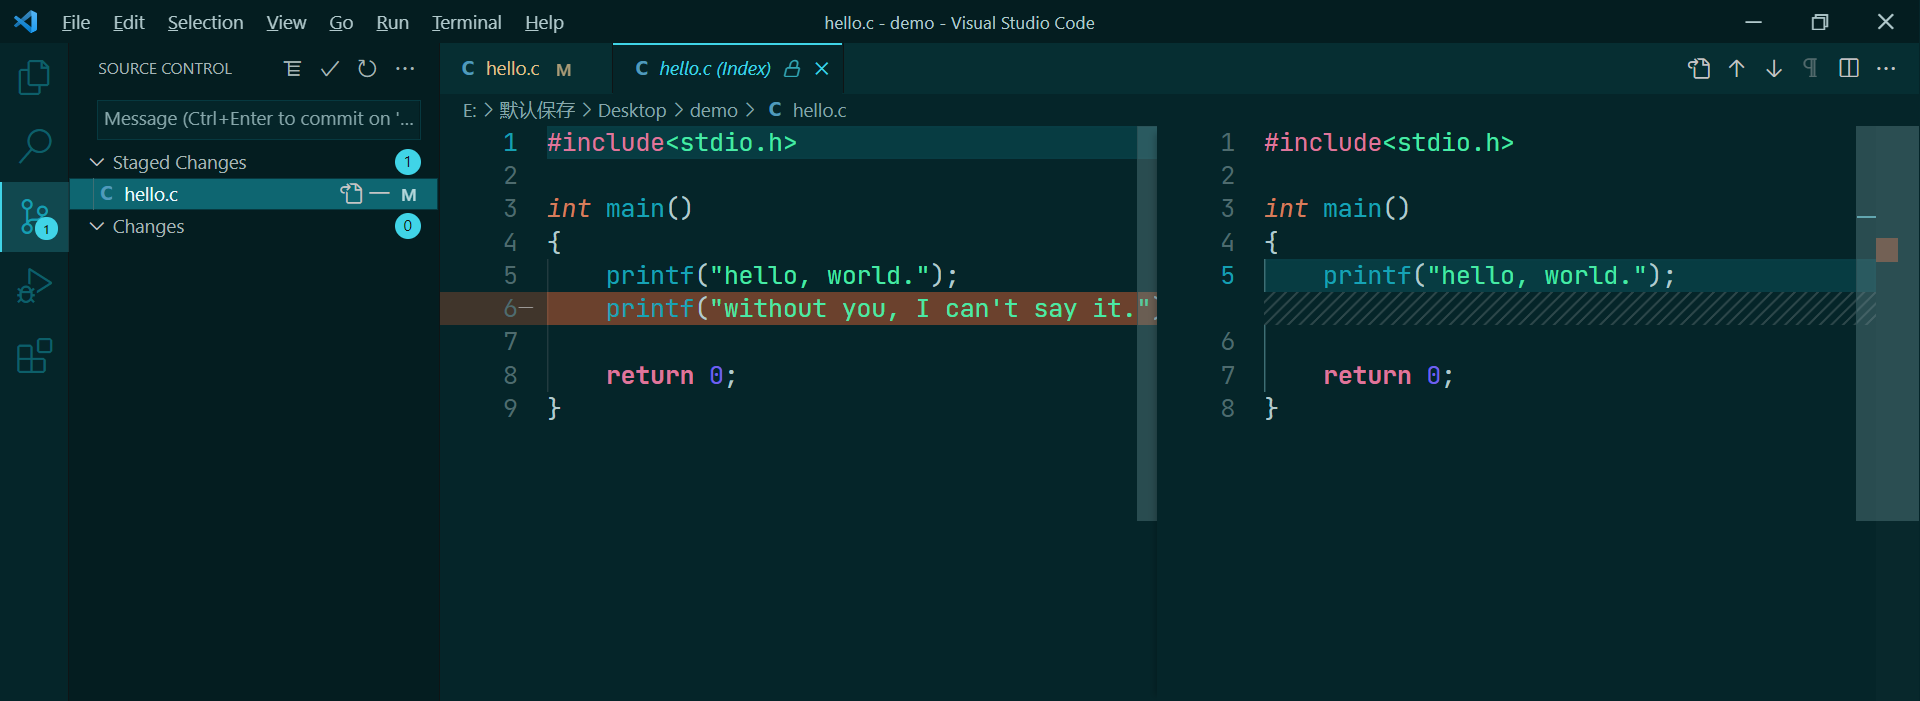 File Edit Selection View Go Run Terminal Help hello.c - demo - Visual Studio Code
SOURCE CONTROL
Message (Ctrl+Enter to commit on '...
Staged Changes 1
C hello.c M
Changes 0
1
C hello.c M C hello.c (Index)
E: > 默认保存 > Desktop > demo > C hello.c
1 #include<stdio.h>
2
3 int main()
4 {
5 printf("hello, world.");
6— printf("without you, I can't say it.")
7
8 return 0;
9 }
1 #include<stdio.h>
2
3 int main()
4 {
5 printf("hello, world.");
6
7 return 0;
8 }